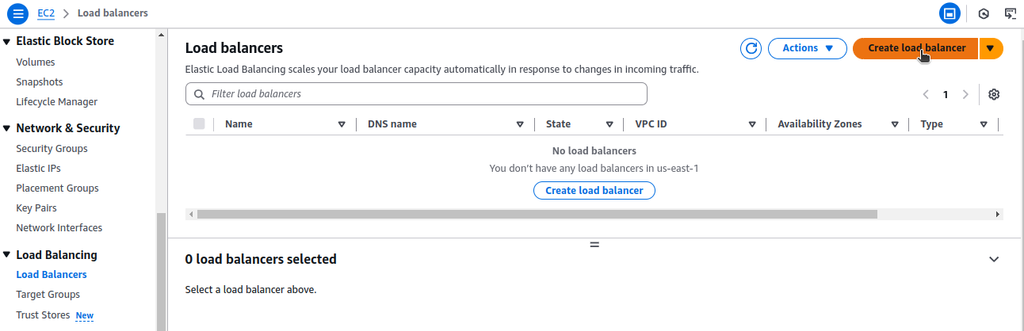 EC2 > Load balancers
Elastic Block Store
Volumes
Snapshots
Lifecycle Manager
Network & Security
Security Groups
Elastic IPs
Placement Groups
Key Pairs
Network Interfaces
Load Balancing
Load Balancers
Target Groups
Trust Stores New
Load balancers
Actions
Create load balancer
Elastic Load Balancing scales your load balancer capacity automatically in response to changes in incoming traffic.
Filter load balancers
1
Name DNS name State VPC ID Availability Zones Type
No load balancers
You don't have any load balancers in us-east-1
Create load balancer
0 load balancers selected
Select a load balancer above.